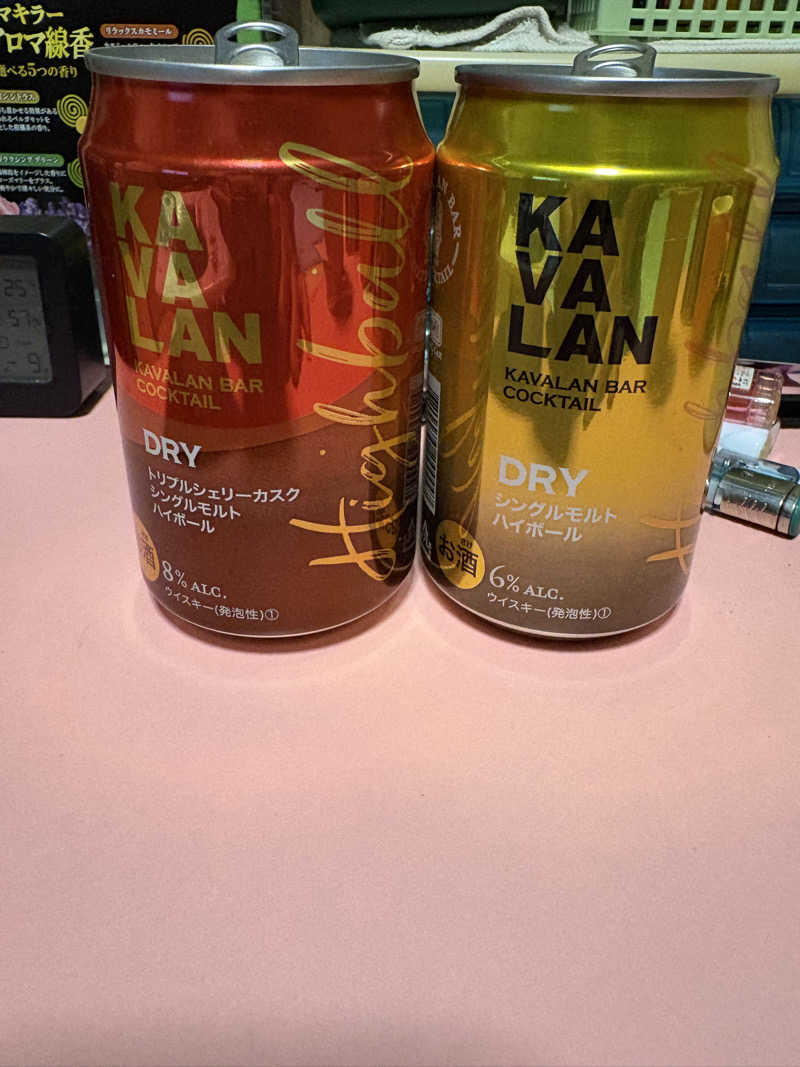 マキラー
アロマ線香
選べる5つの香り
リラックスカモミール
KA
VA
LAN
KAVALAN BAR
COCKTAIL
DRY
トリプルシェリーカスク
シングルモルト
ハイボール
お酒
8% ALC.
ウイスキー(発泡性)①
Highball
KA
VA
LAN
KAVALAN BAR
COCKTAIL
DRY
シングルモルト
ハイボール
お酒
6% ALC.
ウイスキー(発泡性)①
25
57%
9